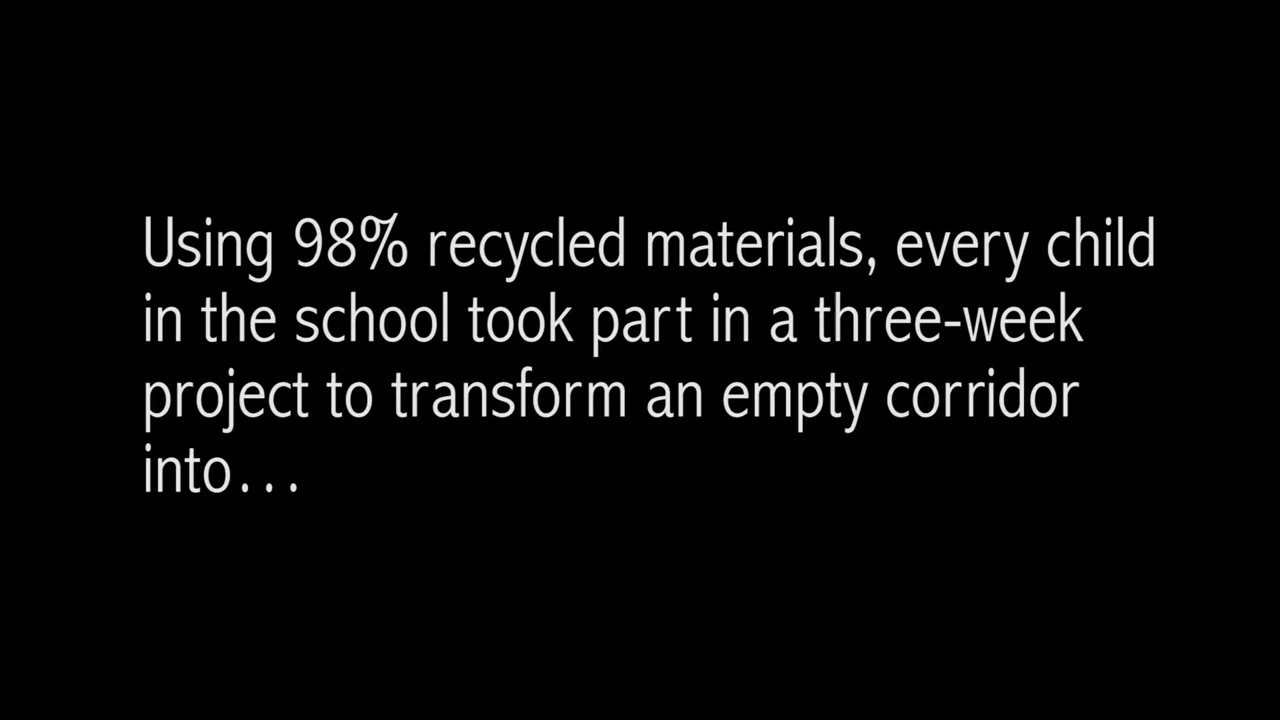 Using 98% recycled materials, every child
in the school took part in a three-week
project to transform an empty corridor
into…